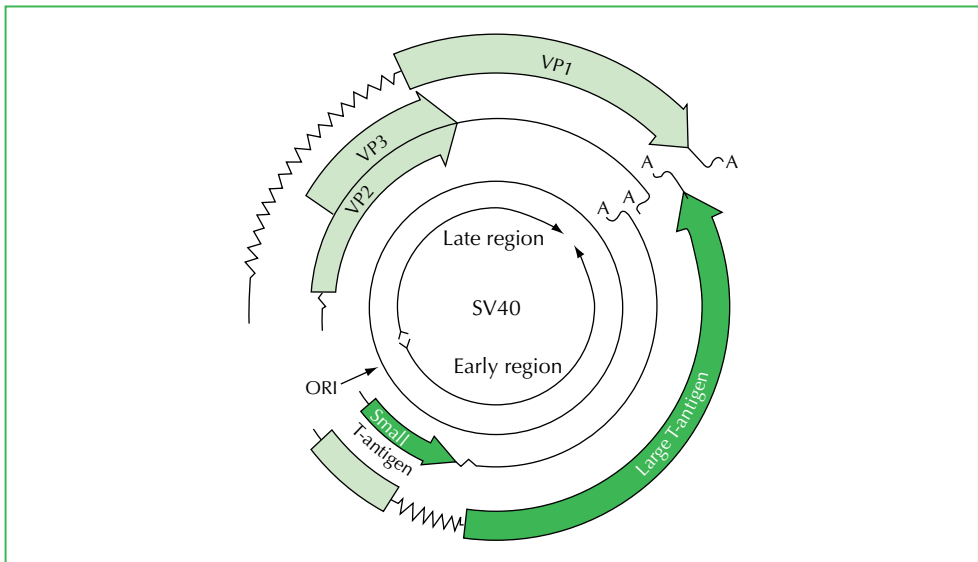 VP1
VP3
VP2
A
A
A
A
Late region
SV40
Early region
ORI
Small
T-antigen
Large T-antigen